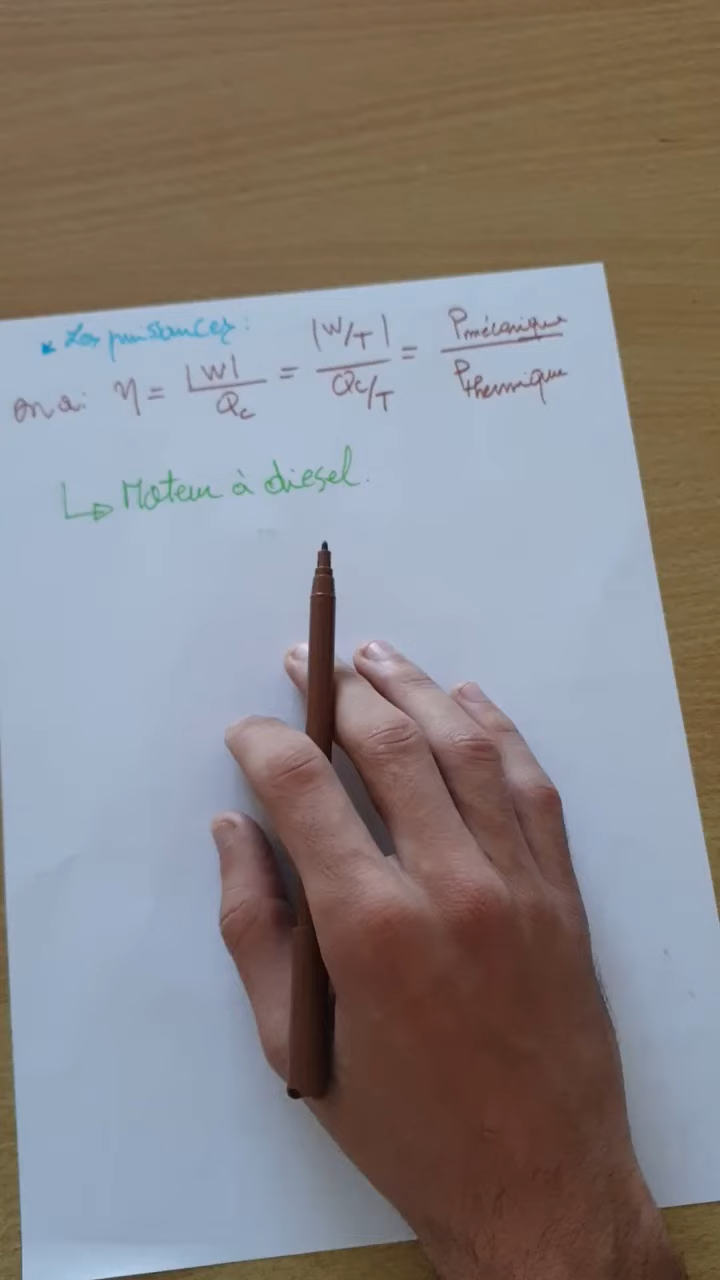 Les puissances :
on a: η = |W| / Qc = |W/T| / Qc/T = Pmécanique / Pthermique
↳ Moteur à diesel.